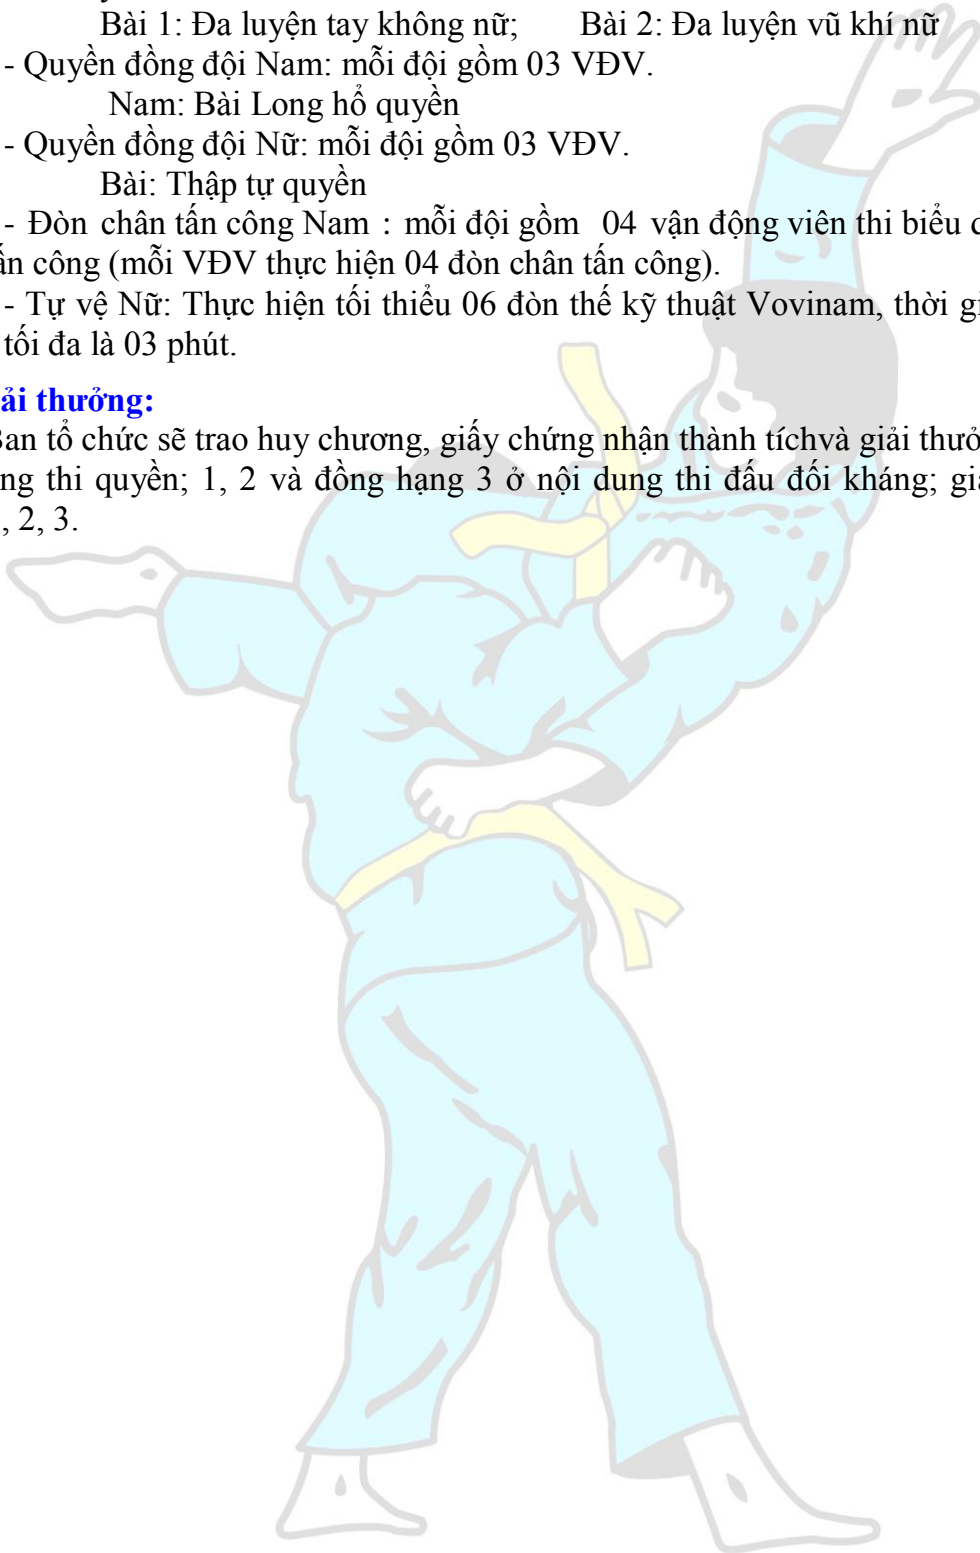 Bài 1: Đa luyện tay không nữ; Bài 2: Đa luyện vũ khí nữ
- Quyền đồng đội Nam: mỗi đội gồm 03 VĐV.
Nam: Bài Long hổ quyền
- Quyền đồng đội Nữ: mỗi đội gồm 03 VĐV.
Bài: Thập tự quyền
- Đòn chân tấn công Nam : mỗi đội gồm 04 vận động viên thi biểu
ấn công (mỗi VĐV thực hiện 04 đòn chân tấn công).
- Tự vệ Nữ: Thực hiện tối thiểu 06 đòn thế kỹ thuật Vovinam, thời
tối đa là 03 phút.
ải thưởng:
Ban tổ chức sẽ trao huy chương, giấy chứng nhận thành tíchvà giải
ng thi quyền; 1, 2 và đồng hạng 3 ở nội dung thi đấu đối kháng;
, 2, 3.